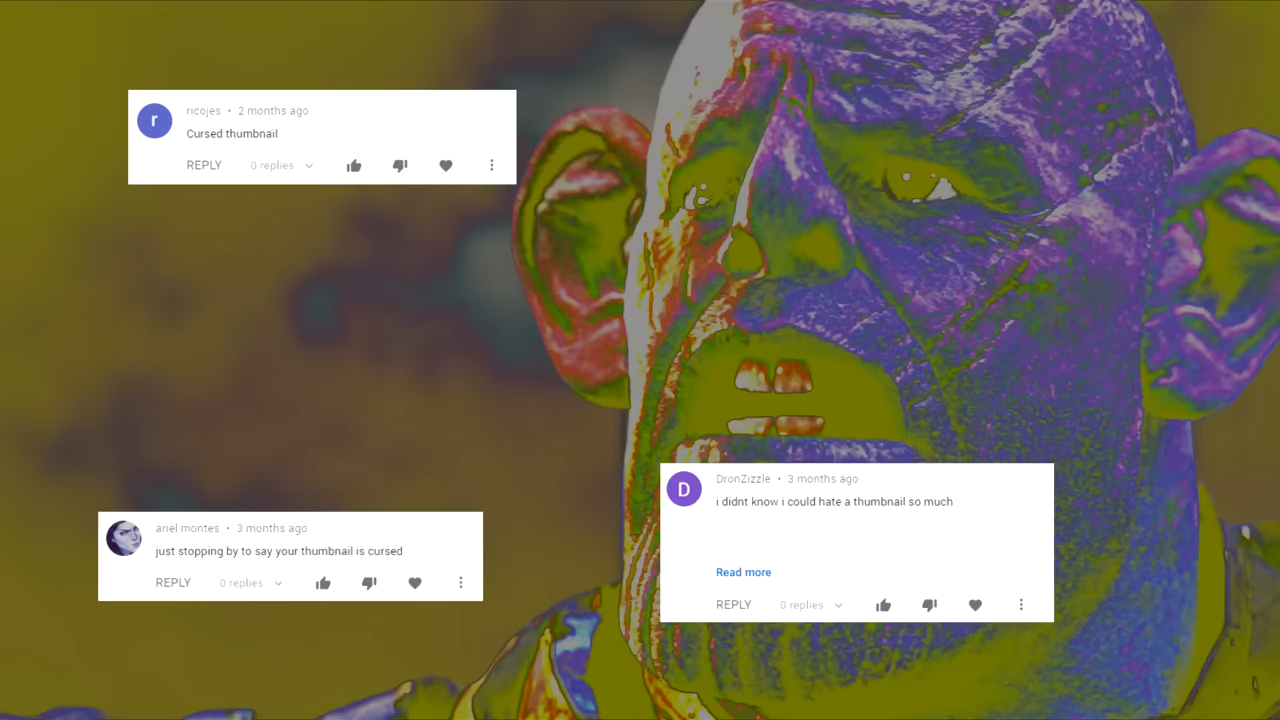 ricojes • 2 months ago
r
Cursed thumbnail
REPLY 0 replies
DronZizzle • 3 months ago
D
i didnt know i could hate a thumbnail so much
Read more
REPLY 0 replies
ariel montes • 3 months ago
just stopping by to say your thumbnail is cursed
REPLY 0 replies